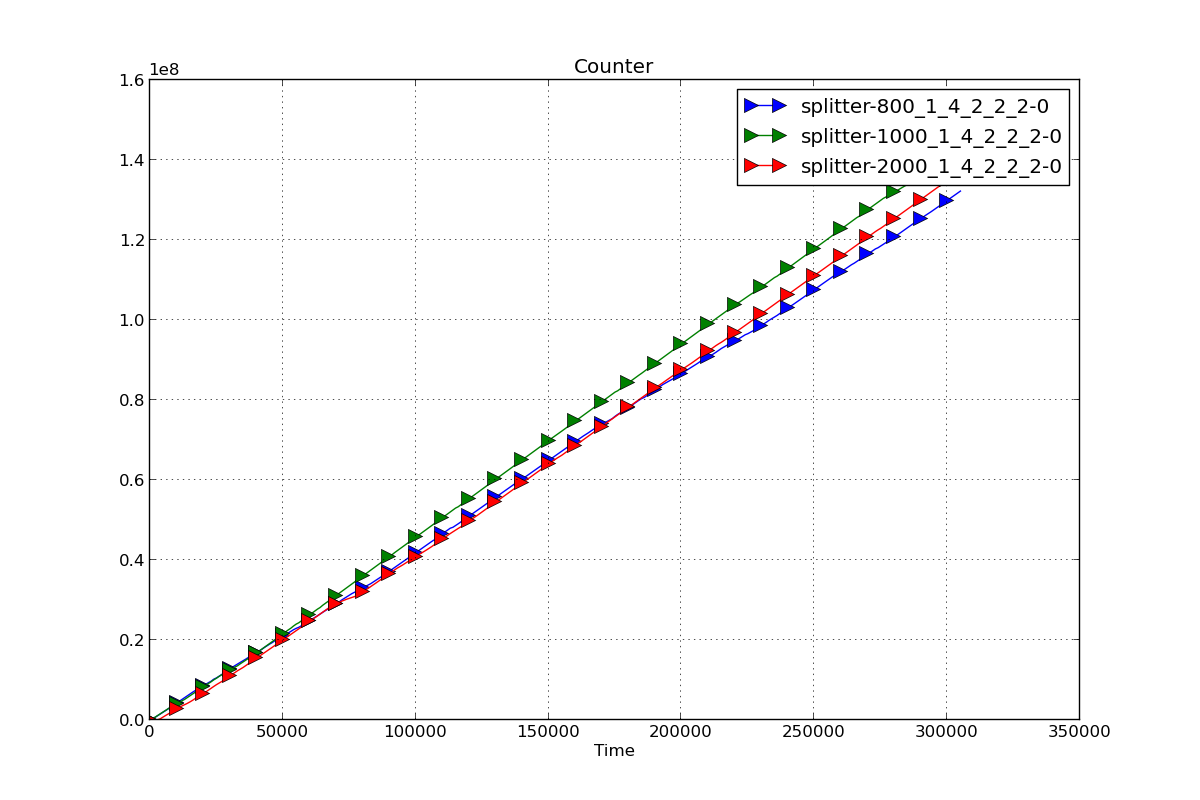 Counter
1e8
1.6
1.4
1.2
1.0
0.8
0.6
0.4
0.2
0.0
splitter-800_1_4_2_2_2-0
splitter-1000_1_4_2_2_2-0
splitter-2000_1_4_2_2_2-0
0 50000 100000 150000 200000 250000 300000 350000
Time